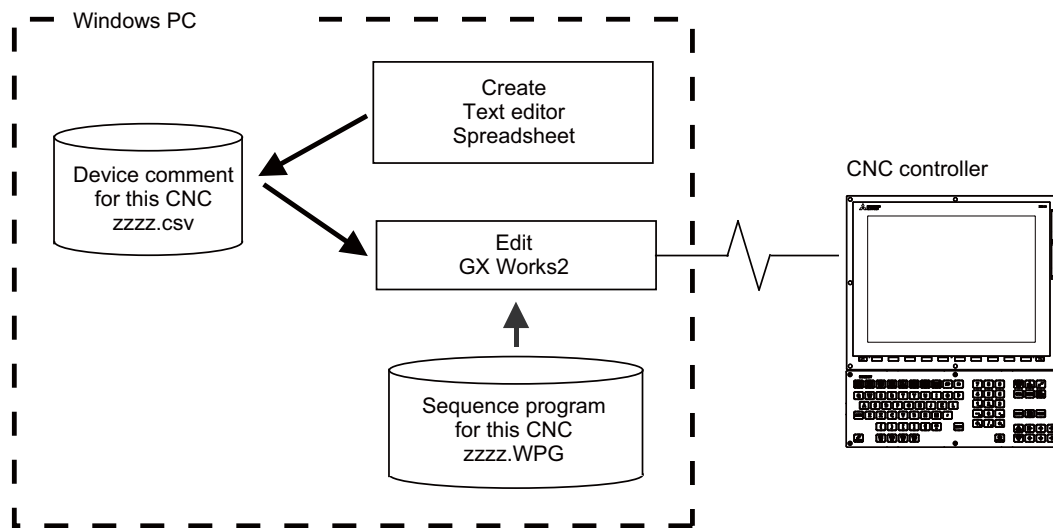 Windows PC
Create
Text editor
Spreadsheet
Device comment
for this CNC
zzzz.csv
CNC controller
Edit
GX Works2
Sequence program
for this CNC
zzzz.WPG